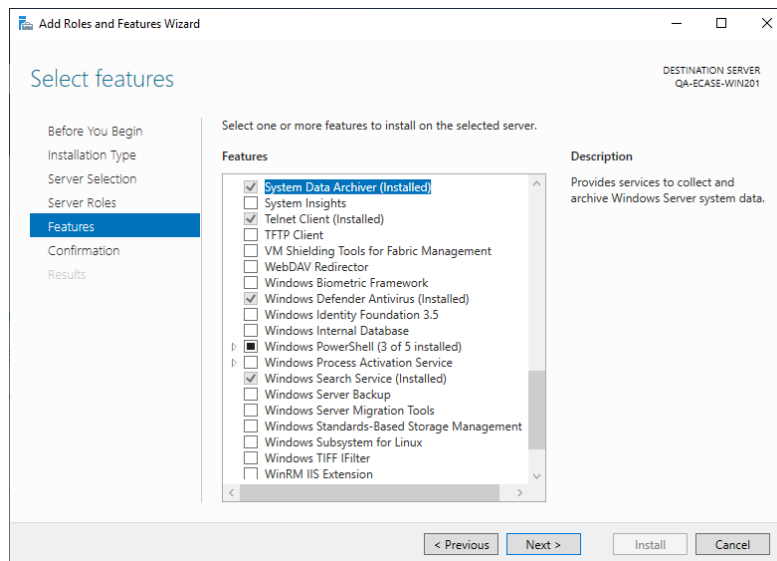 Add Roles and Features Wizard
Select features
DESTINATION SERVER
QA-ECASE-WIN201
Before You Begin
Installation Type
Server Selection
Server Roles
Features
Confirmation
Results
Select one or more features to install on the selected server.
Features
System Data Archiver (Installed)
System Insights
Telnet Client (Installed)
TFTP Client
VM Shielding Tools for Fabric Management
WebDAV Redirector
Windows Biometric Framework
Windows Defender Antivirus (Installed)
Windows Identity Foundation 3.5
Windows Internal Database
Windows PowerShell (3 of 5 installed)
Windows Process Activation Service
Windows Search Service (Installed)
Windows Server Backup
Windows Server Migration Tools
Windows Standards-Based Storage Management
Windows Subsystem for Linux
Windows TIFF IFilter
WinRM IIS Extension
Description
Provides services to collect and
archive Windows Server system data.
< Previous
Next >
Install
Cancel